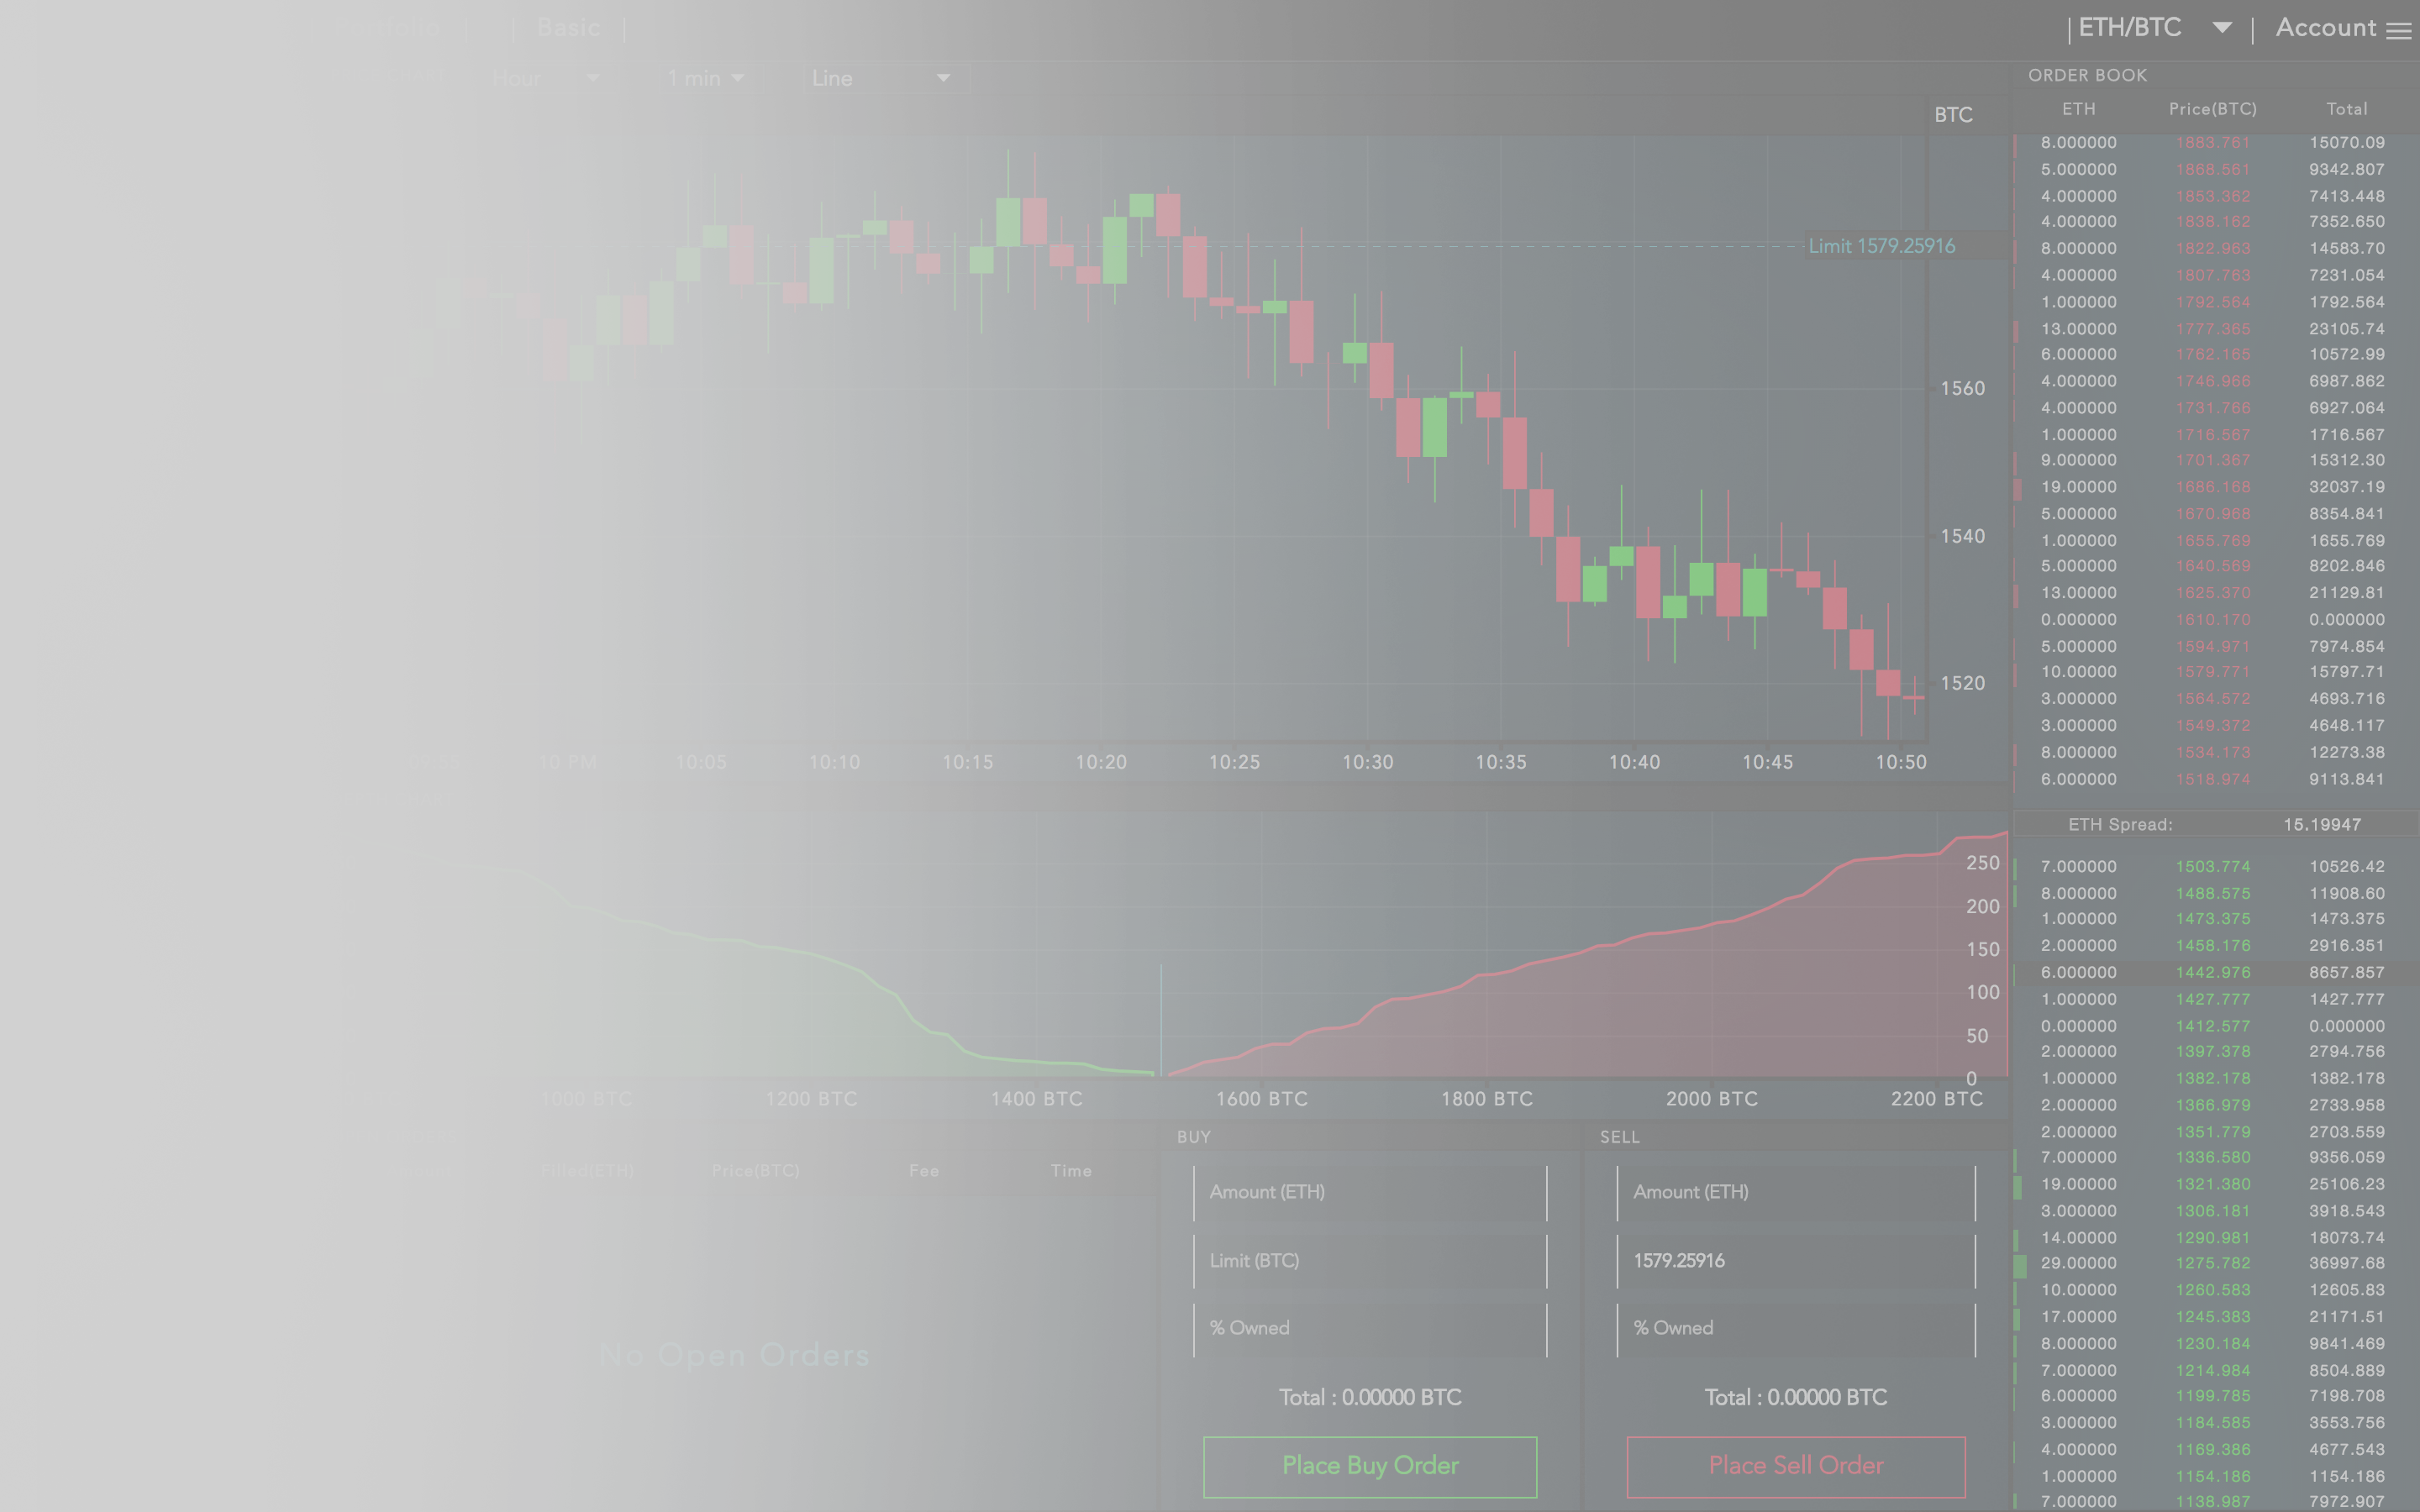 Basic |
| ETH/BTC | Account
Hour 1 min Line
BTC
Limit 1579.25916
1560
1540
1520
10 PM 10:05 10:10 10:15 10:20 10:25 10:30 10:35 10:40 10:45 10:50
250
200
150
100
50
0
1000 BTC 1200 BTC 1400 BTC 1600 BTC 1800 BTC 2000 BTC 2200 BTC
Filled(ETH) Price(BTC) Fee Time
No Open Orders
BUY
Amount (ETH)
Limit (BTC)
% Owned
Total : 0.00000 BTC
Place Buy Order
SELL
Amount (ETH)
1579.25916
% Owned
Total : 0.00000 BTC
Place Sell Order
ORDER BOOK
ETH Price(BTC) Total
8.000000 1883.761 15070.09
5.000000 1868.561 9342.807
4.000000 1853.362 7413.448
4.000000 1838.162 7352.650
8.000000 1822.963 14583.70
4.000000 1807.763 7231.054
1.000000 1792.564 1792.564
13.00000 1777.365 23105.74
6.000000 1762.165 10572.99
4.000000 1746.966 6987.862
4.000000 1731.766 6927.064
1.000000 1716.567 1716.567
9.000000 1701.367 15312.30
19.00000 1686.168 32037.19
5.000000 1670.968 8354.841
1.000000 1655.769 1655.769
5.000000 1640.569 8202.846
13.00000 1625.370 21129.81
0.000000 1610.170 0.000000
5.000000 1594.971 7974.854
10.00000 1579.771 15797.71
3.000000 1564.572 4693.716
3.000000 1549.372 4648.117
8.000000 1534.173 12273.38
6.000000 1518.974 9113.841
ETH Spread: 15.19947
7.000000 1503.774 10526.42
8.000000 1488.575 11908.60
1.000000 1473.375 1473.375
2.000000 1458.176 2916.351
6.000000 1442.976 8657.857
1.000000 1427.777 1427.777
0.000000 1412.577 0.000000
2.000000 1397.378 2794.756
1.000000 1382.178 1382.178
2.000000 1366.979 2733.958
2.000000 1351.779 2703.559
7.000000 1336.580 9356.059
19.00000 1321.380 25106.23
3.000000 1306.181 3918.543
14.00000 1290.981 18073.74
29.00000 1275.782 36997.68
10.00000 1260.583 12605.83
17.00000 1245.383 21171.51
8.000000 1230.184 9841.469
7.000000 1214.984 8504.889
6.000000 1199.785 7198.708
3.000000 1184.585 3553.756
4.000000 1169.386 4677.543
1.000000 1154.186 1154.186
7.000000 1138.987 7972.907